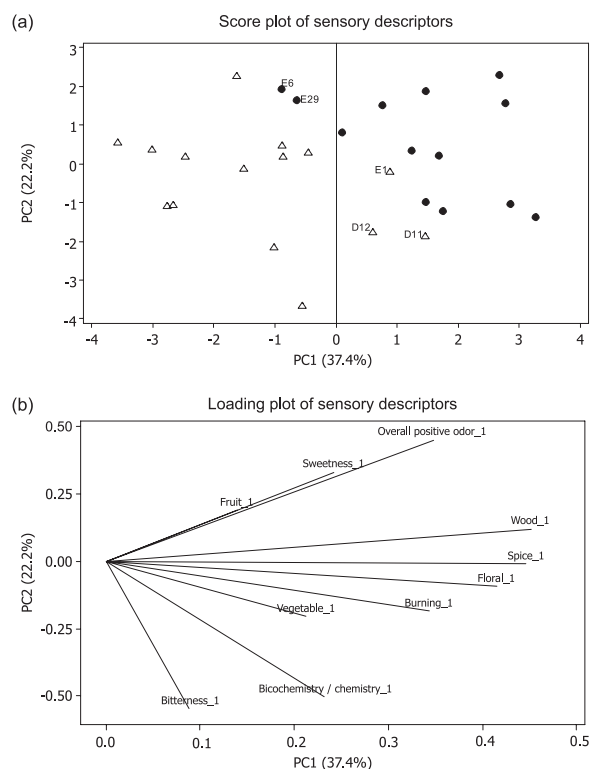 (a)
Score plot of sensory descriptors
3
2
1
0
-1
-2
-3
-4
PC2 (22.2%)
E6
E29
E1
D12
D11
-4 -3 -2 -1 0 1 2 3 4
PC1 (37.4%)
(b)
Loading plot of sensory descriptors
0.50
0.25
0.00
-0.25
-0.50
PC2 (22.2%)
Overall positive odor_1
Sweetness_1
Fruit_1
Wood_1
Spice_1
Floral_1
Burning_1
Vegetable_1
Bicochemistry / chemistry_1
Bitterness_1
0.0 0.1 0.2 0.3 0.4 0.5
PC1 (37.4%)